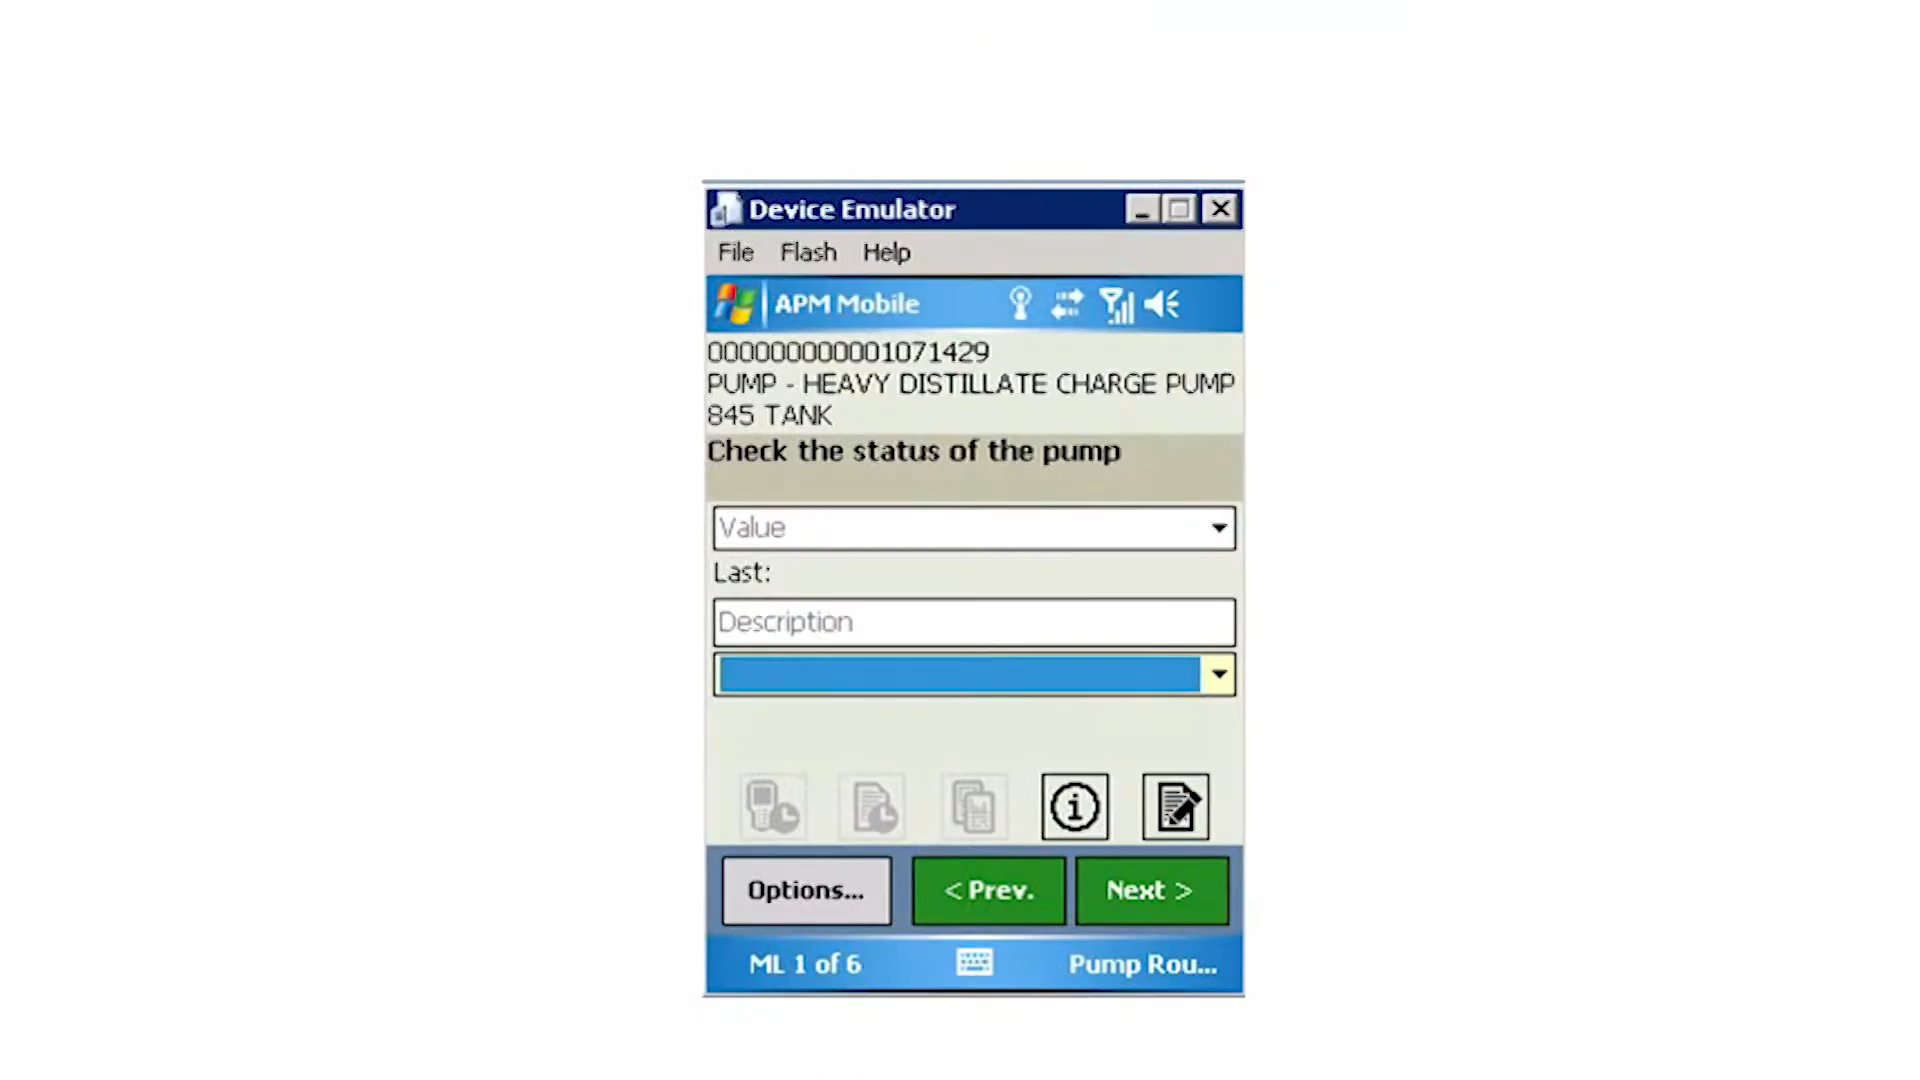 Device Emulator
File Flash Help
APM Mobile
000000000001071429
PUMP - HEAVY DISTILLATE CHARGE PUMP
845 TANK
Check the status of the pump
Value
Last:
Description
Options... < Prev. Next >
ML 1 of 6 Pump Rou...